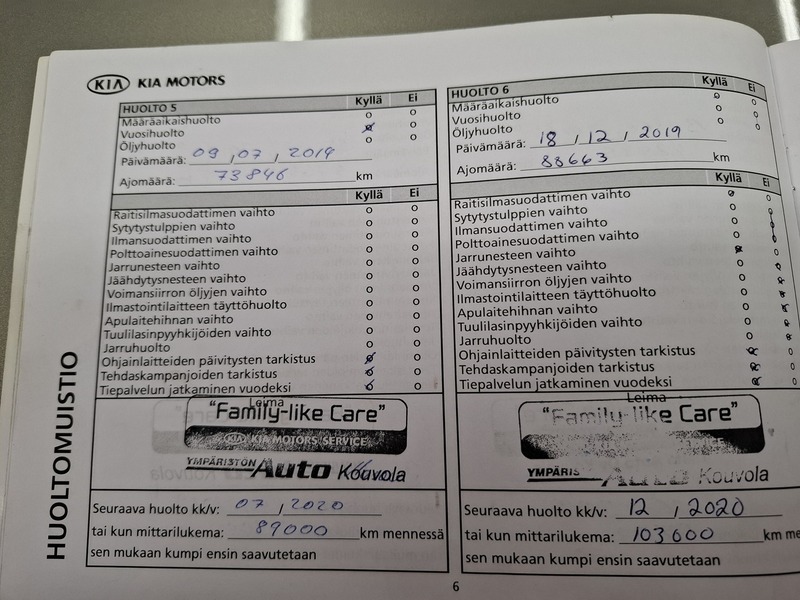 KIA KIA MOTORS
HUOLTO 5 Kyllä Ei
Määräaikaishuolto
Vuosihuolto
Öljyhuolto
Päivämäärä: 09 , 07 , 2019
Ajomäärä: 73846 km
Kyllä Ei
Raitisilmasuodattimen vaihto
Sytytystulppien vaihto
Ilmansuodattimen vaihto
Polttoainesuodattimen vaihto
Jarrunesteen vaihto
Jäähdytysnesteen vaihto
Voimansiirron öljyjen vaihto
Ilmastointilaitteen täyttöhuolto
Apulaitehihnan vaihto
Tuulilasinpyyhkijöiden vaihto
Jarruhuolto
Ohjainlaitteiden päivitysten tarkistus
Tehdaskampanjoiden tarkistus
Tiepalvelun jatkaminen vuodeksi
Leima
"Family-like Care"
KIA KIA MOTORS SERVICE
YMPÄRISTÖN Auto Kouvola
Seuraava huolto kk/v: 07 , 2020
tai kun mittarilukema: 89000 km mennessä
sen mukaan kumpi ensin saavutetaan
HUOLTO 6 Kyllä Ei
Määräaikaishuolto
Vuosihuolto
Öljyhuolto
Päivämäärä: 18 , 12 , 2019
Ajomäärä: 88663 km
Kyllä Ei
Raitisilmasuodattimen vaihto
Sytytystulppien vaihto
Ilmansuodattimen vaihto
Polttoainesuodattimen vaihto
Jarrunesteen vaihto
Jäähdytysnesteen vaihto
Voimansiirron öljyjen vaihto
Ilmastointilaitteen täyttöhuolto
Apulaitehihnan vaihto
Tuulilasinpyyhkijöiden vaihto
Jarruhuolto
Ohjainlaitteiden päivitysten tarkistus
Tehdaskampanjoiden tarkistus
Tiepalvelun jatkaminen vuodeksi
Leima
"Family-like Care"
SERVICE
YMPÄRIS Auto Kouvola
Seuraava huolto kk/v: 12 , 2020
tai kun mittarilukema: 103600 km me
sen mukaan kumpi ensin saavutetaan
HUOLTOMUISTIO
6